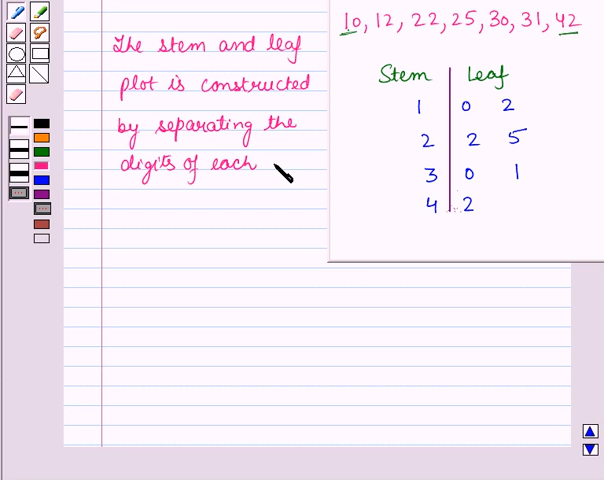 The stem and leaf
plot is constructed
by separating the
digits of each
10, 12, 22, 25, 30, 31, 42
Stem Leaf
1 0 2
2 2 5
3 0 1
4 2